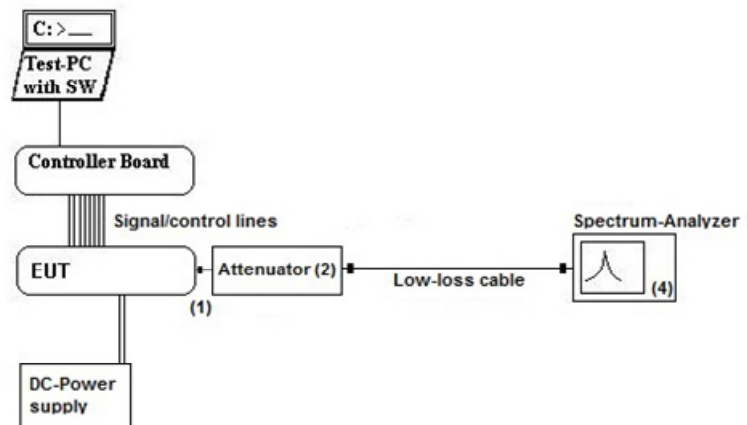 C:>__
Test-PC
with SW
Controller Board
Signal/control lines
Spectrum-Analyzer
EUT
Attenuator (2)
Low-loss cable
(4)
(1)
DC-Power
supply